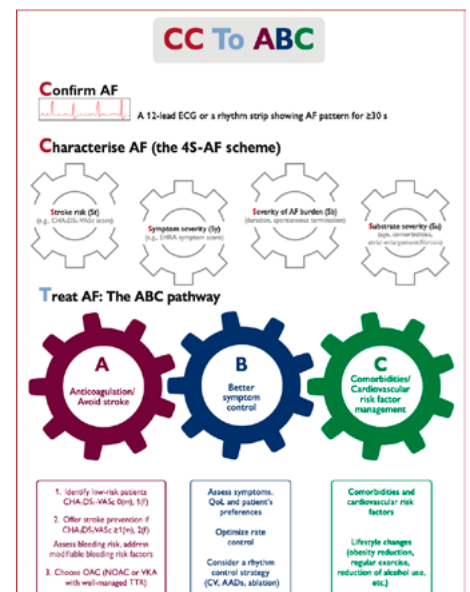 CC To ABC
Confirm AF
A 12-lead ECG or a rhythm strip showing AF pattern for ≥30 s
Characterise AF (the 4S-AF scheme)
Stroke risk (St)
(e.g., CHA₂DS₂-VASc score)
Symptom severity (Sy)
(e.g., EHRA symptom score)
Severity of AF burden (Sb)
(duration, spontaneous termination)
Substrate severity (Su)
(age, comorbidities,
atrial enlargement/fibrosis)
Treat AF: The ABC pathway
A
Anticoagulation/
Avoid stroke
B
Better
symptom
control
C
Comorbidities/
Cardiovascular
risk factor
management
1. Identify low-risk patients
CHA₂DS₂-VASc 0(m), 1(f)
2. Offer stroke prevention if
CHA₂DS₂VASc ≥1(m), 2(f)
Assess bleeding risk, address
modifiable bleeding risk factors
3. Choose OAC (NOAC or VKA
with well-managed TTR)
Assess symptoms,
QoL and patient's
preferences
Optimize rate
control
Consider a rhythm
control strategy
(CV, AADs, ablation)
Comorbidities and
cardiovascular risk
factors
Lifestyle changes
(obesity reduction,
regular exercise,
reduction of alcohol use,
etc.)